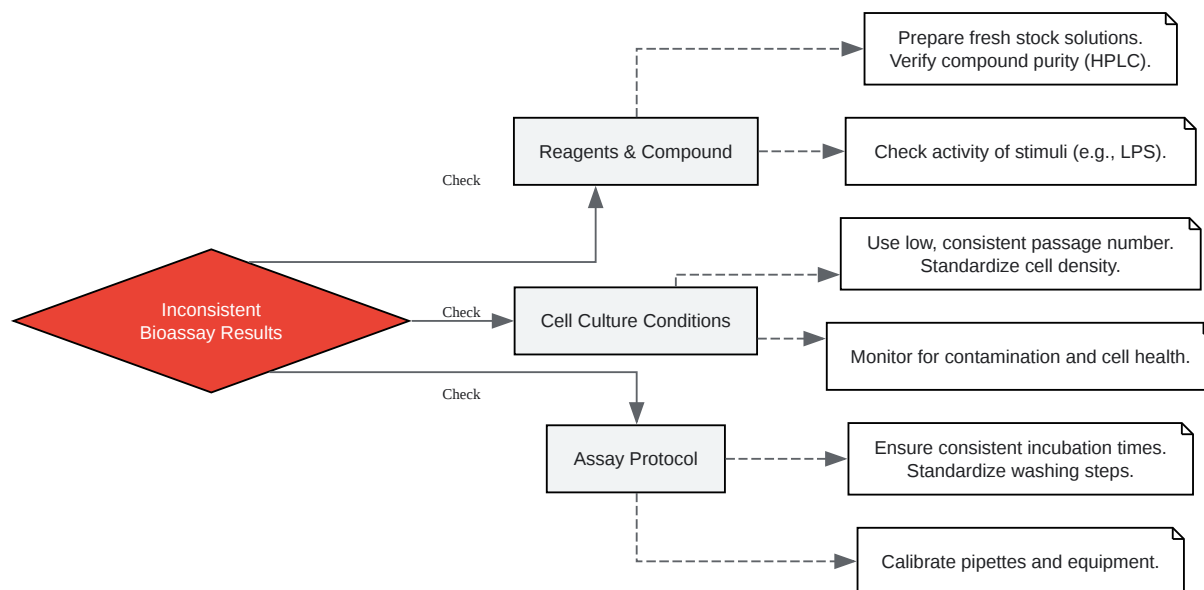 Prepare fresh stock solutions.
Verify compound purity (HPLC).
Reagents & Compound
Check activity of stimuli (e.g., LPS).
Check
Use low, consistent passage number.
Standardize cell density.
Inconsistent
Bioassay Results
Check
Cell Culture Conditions
Monitor for contamination and cell health.
Check
Assay Protocol
Ensure consistent incubation times.
Standardize washing steps.
Calibrate pipettes and equipment.